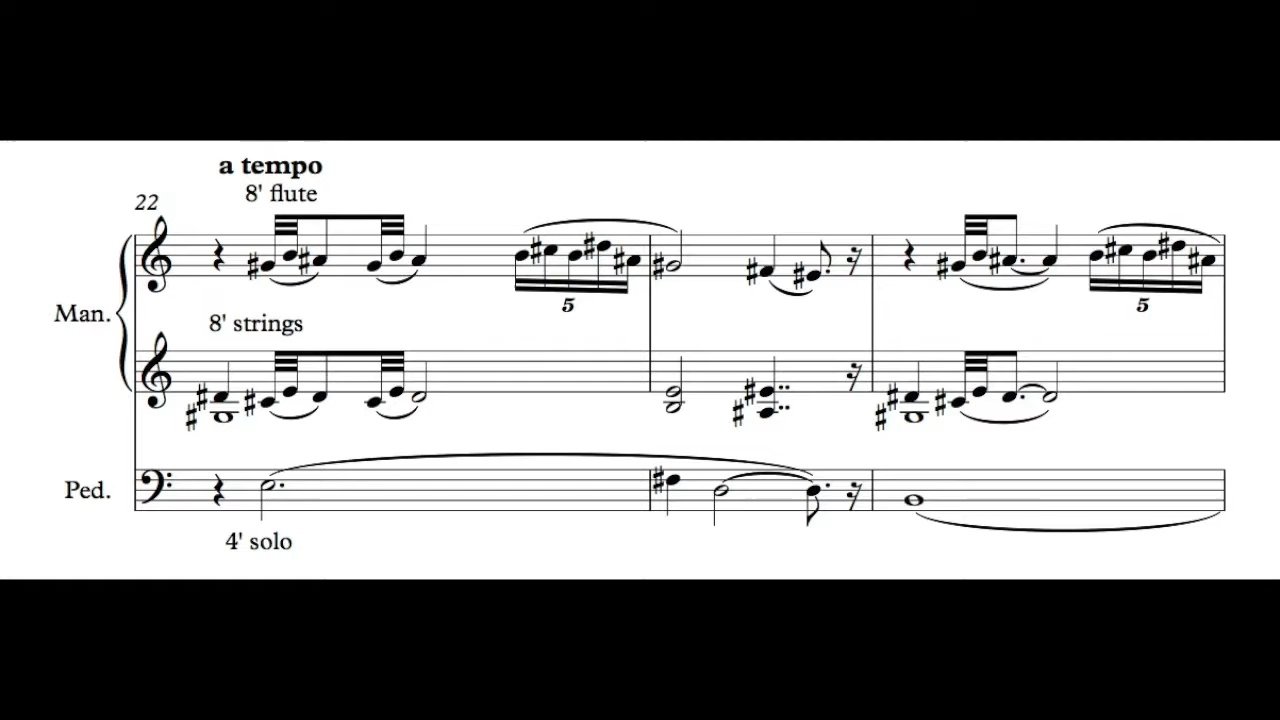 a tempo
8' flute
22
5
5
Man.
8' strings
Ped.
4' solo